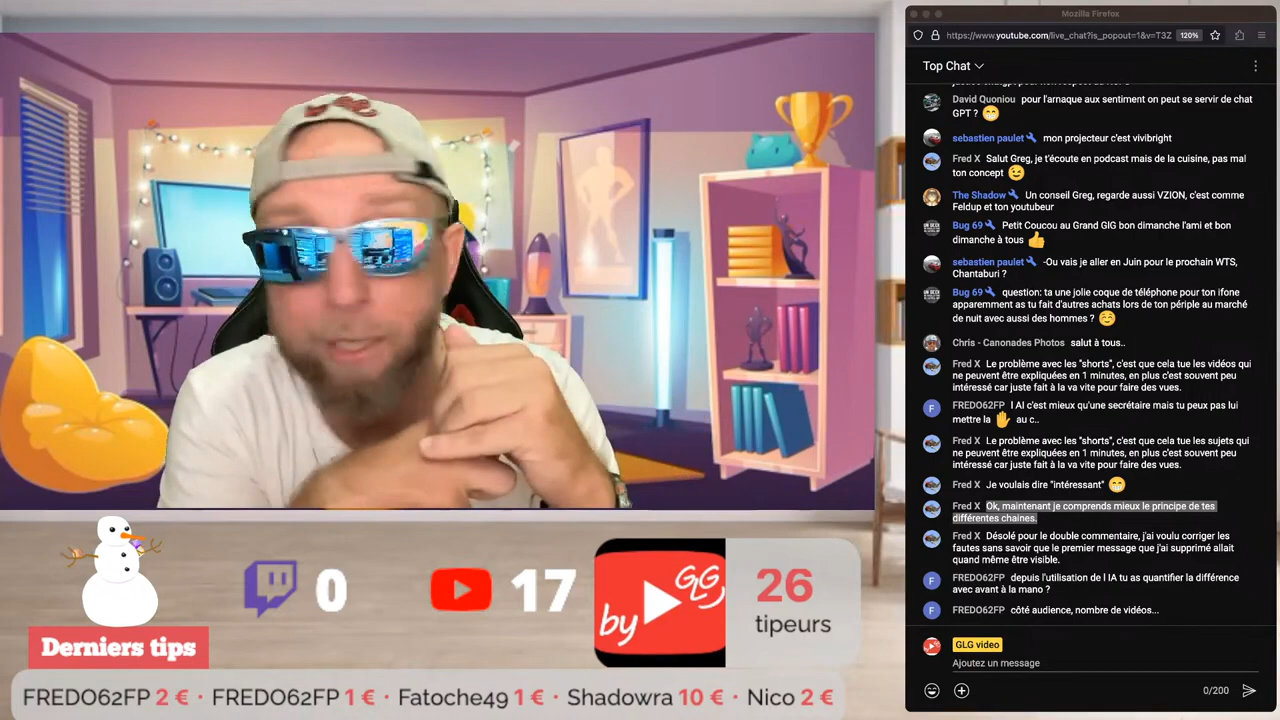 Mozilla Firefox
https://www.youtube.com/live_chat?is_popout=1&v=T3Z
120%
Top Chat
David Quoniou pour l'arnaque aux sentiment on peut se servir de chat
GPT ? 😁
sebastien paulet mon projecteur c'est vivibright
Fred X Salut Greg, je t'écoute en podcast mais de la cuisine, pas mal
ton concept 😉
The Shadow Un conseil Greg, regarde aussi VZION, c'est comme
Feldup et ton youtubeur
Bug 69 Petit Coucou au Grand GIG bon dimanche l'ami et bon
dimanche à tous 👍
sebastien paulet -Ou vais je aller en Juin pour le prochain WTS,
Chantaburi ?
Bug 69 question: ta une jolie coque de téléphone pour ton ifone
apparemment as tu fait d'autres achats lors de ton périple au marché
de nuit avec aussi des hommes ? ☺️
Chris - Canonades Photos salut à tous..
Fred X Le problème avec les "shorts", c'est que cela tue les vidéos qui
ne peuvent être expliquées en 1 minutes, en plus c'est souvent peu
intéressé car juste fait à la va vite pour faire des vues.
F
FREDO62FP l AI c'est mieux qu'une secrétaire mais tu peux pas lui
mettre la ✋ au c..
Fred X Le problème avec les "shorts", c'est que cela tue les sujets qui
ne peuvent être expliquées en 1 minutes, en plus c'est souvent peu
intéressé car juste fait à la va vite pour faire des vues.
Fred X Je voulais dire "intéressant" 😁
Fred X Ok, maintenant je comprends mieux le principe de tes
différentes chaines.
Fred X Désolé pour le double commentaire, j'ai voulu corriger les
fautes sans savoir que le premier message que j'ai supprimé allait
quand même être visible.
F
FREDO62FP depuis l'utilisation de l IA tu as quantifier la différence
avec avant à la mano ?
F
FREDO62FP côté audience, nombre de vidéos...
GLG video
Ajoutez un message
0/200
0
17
by GLG
26
tipeurs
Derniers tips
FREDO62FP 2 € · FREDO62FP 1 € · Fatoche49 1 € · Shadowra 10 € · Nico 2 €